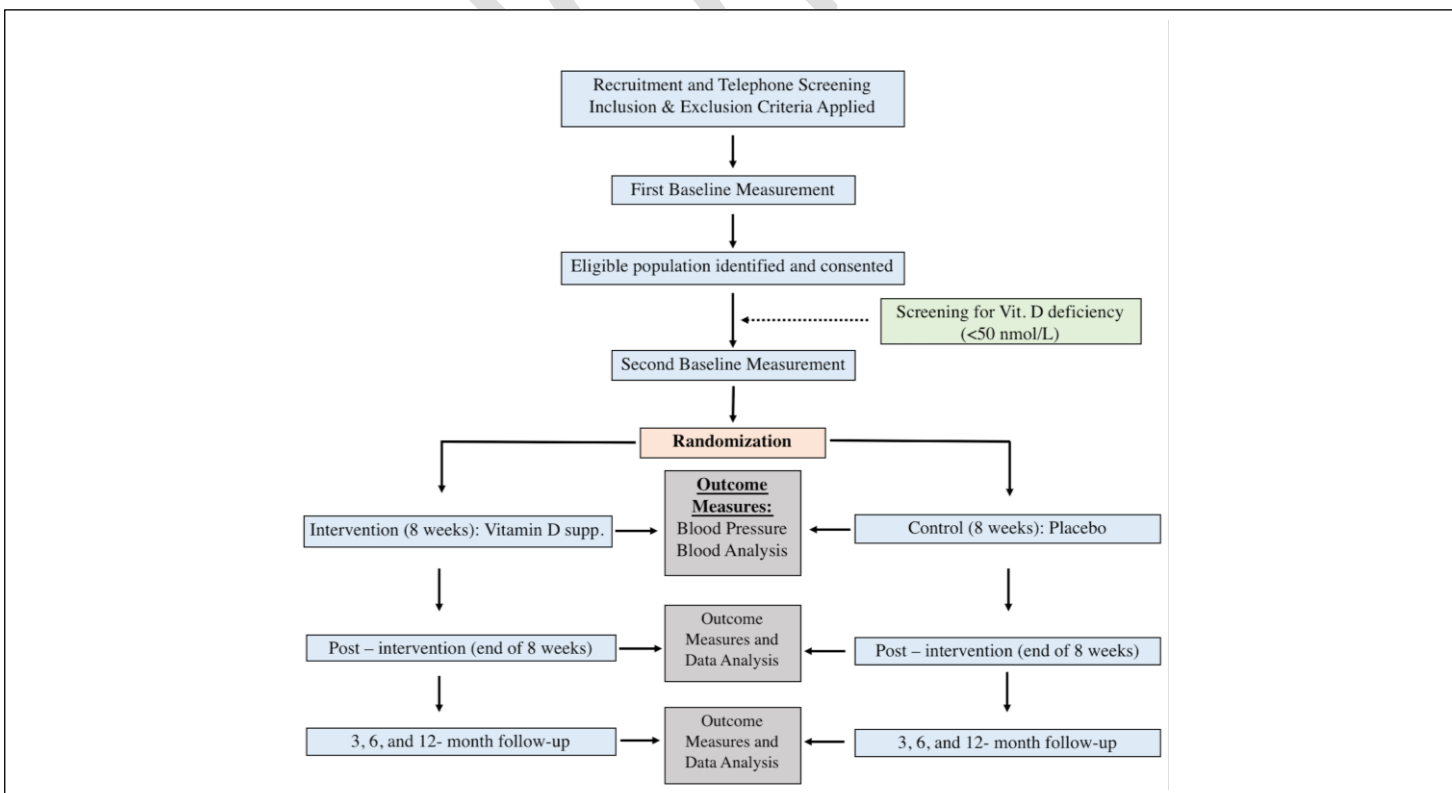 Recruitment and Telephone Screening
Inclusion & Exclusion Criteria Applied
First Baseline Measurement
Eligible population identified and consented
Screening for Vit. D deficiency
(<50 nmol/L)
Second Baseline Measurement
Randomization
Outcome
Measures:
Blood Pressure
Blood Analysis
Intervention (8 weeks): Vitamin D supp.
Control (8 weeks): Placebo
Post – intervention (end of 8 weeks)
Outcome
Measures and
Data Analysis
Post – intervention (end of 8 weeks)
3, 6, and 12- month follow-up
Outcome
Measures and
Data Analysis
3, 6, and 12- month follow-up